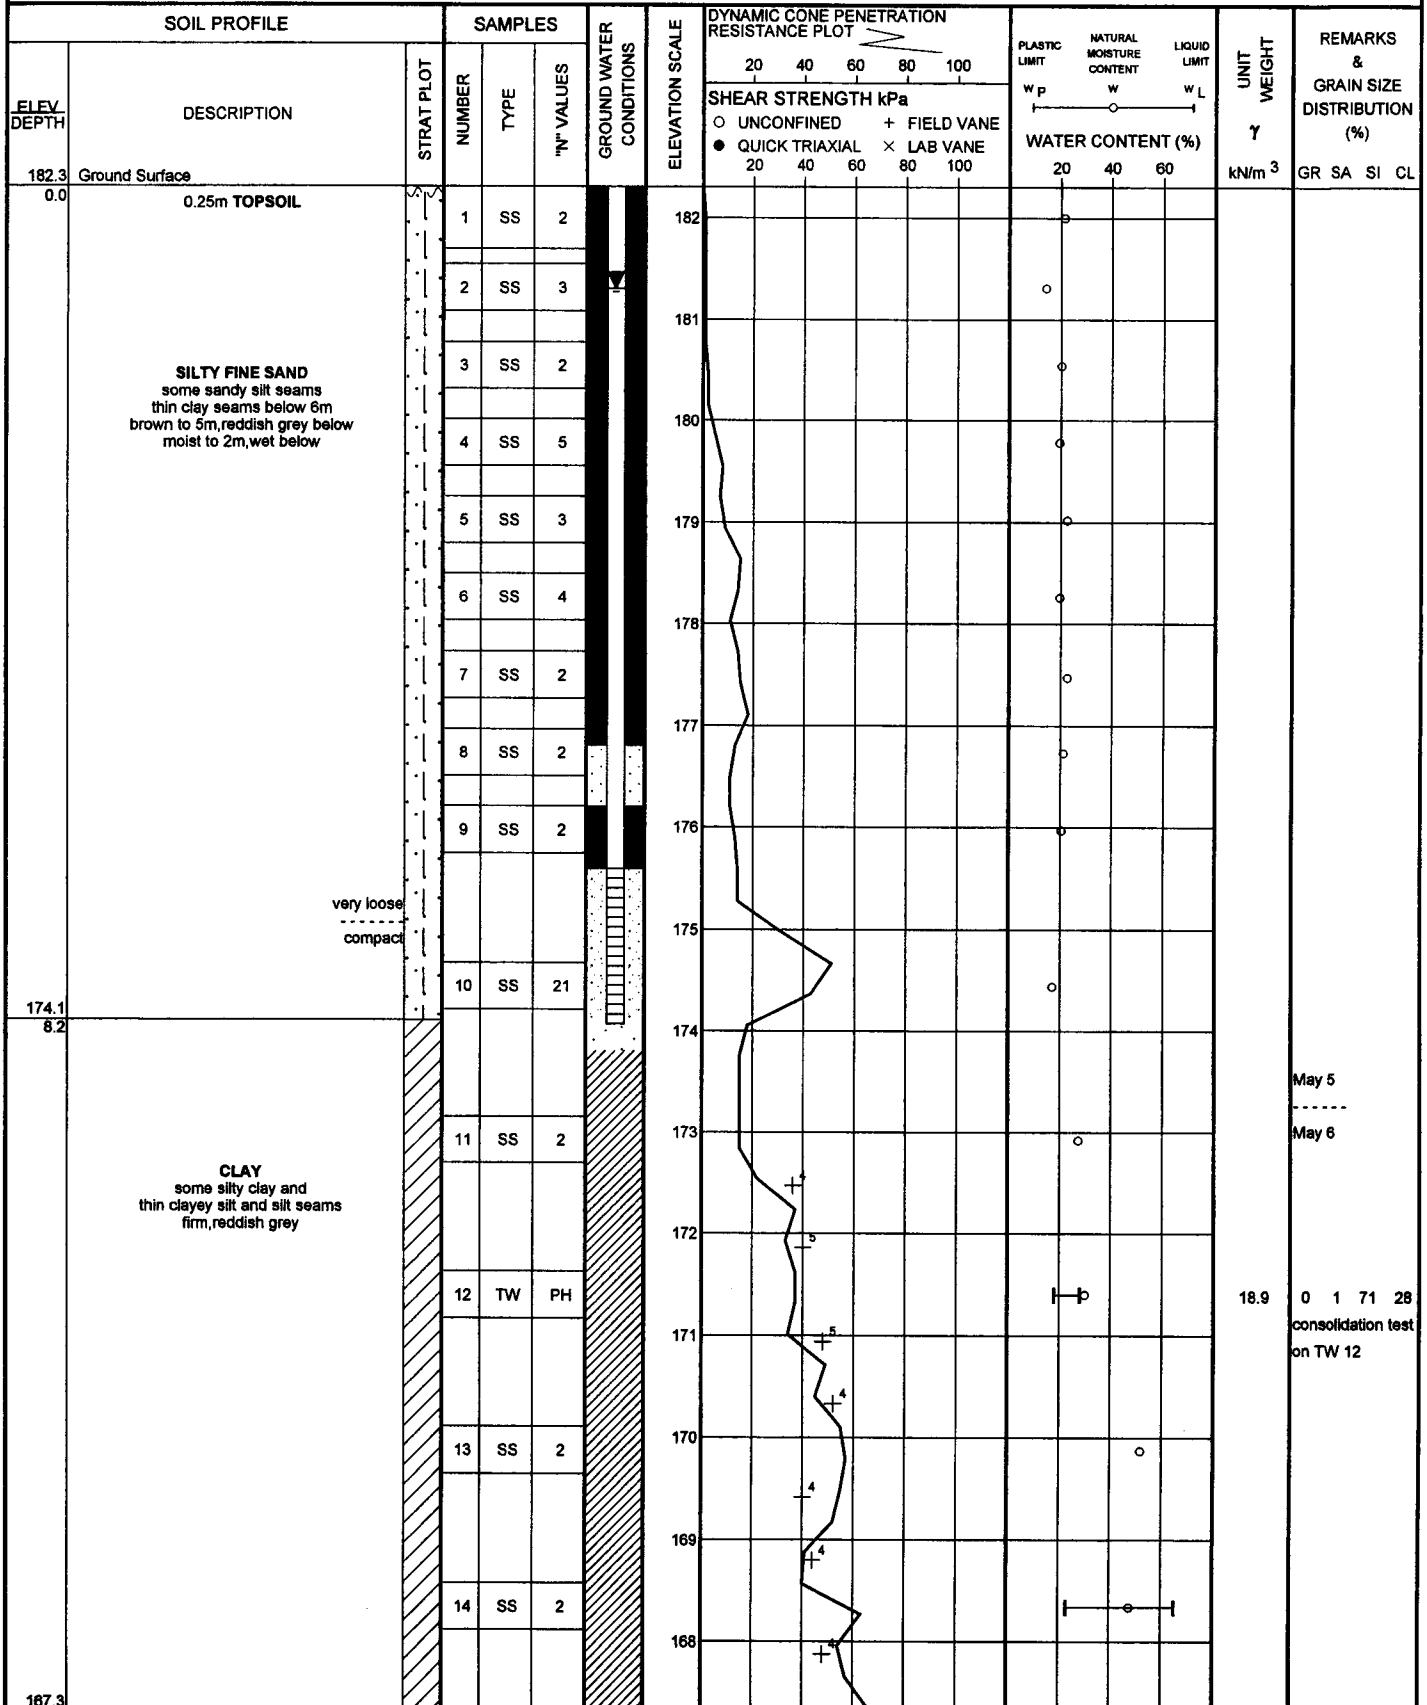 SOIL PROFILE
SAMPLES
GROUND WATER
CONDITIONS
ELEVATION SCALE
DYNAMIC CONE PENETRATION
RESISTANCE PLOT
20 40 60 80 100
SHEAR STRENGTH kPa
○ UNCONFINED + FIELD VANE
● QUICK TRIAXIAL × LAB VANE
20 40 60 80 100
PLASTIC
LIMIT
NATURAL
MOISTURE
CONTENT
LIQUID
LIMIT
W P W W L
WATER CONTENT (%)
20 40 60
UNIT
WEIGHT
γ
kN/m 3
REMARKS
&
GRAIN SIZE
DISTRIBUTION
(%)
GR SA SI CL
ELEV
DEPTH
DESCRIPTION
STRAT PLOT
NUMBER
TYPE
"N" VALUES
182.3 Ground Surface
0.0
0.25m TOPSOIL
1 SS 2
182
2 SS 3
181
3 SS 2
SILTY FINE SAND
some sandy silt seams
thin clay seams below 6m
brown to 5m,reddish grey below
moist to 2m,wet below
180
4 SS 5
5 SS 3
179
6 SS 4
178
7 SS 2
177
8 SS 2
9 SS 2
176
very loose
compact
175
10 SS 21
174.1
8.2
174
May 5
May 6
11 SS 2
173
CLAY
some silty clay and
thin clayey silt and silt seams
firm,reddish grey
4
172
5
12 TW PH
18.9
0 1 71 28
consolidation test
on TW 12
171
5
4
170
13 SS 2
4
169
4
14 SS 2
168
4
167.3